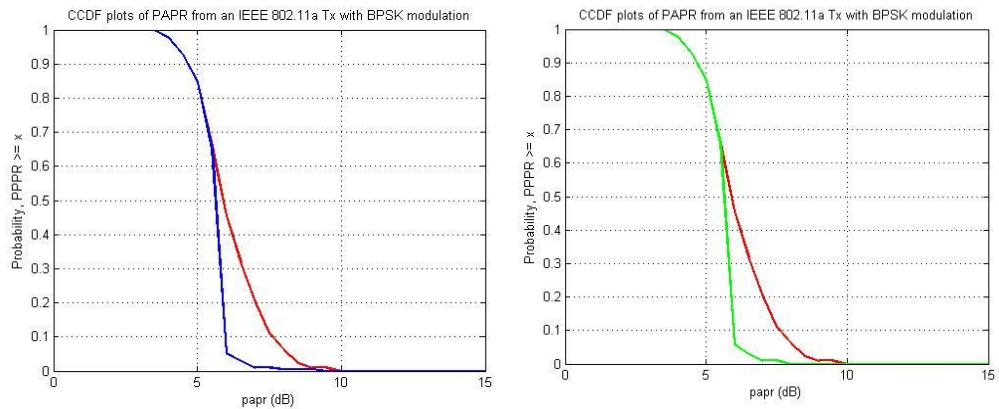 CCDF plots of PAPR from an IEEE 802.11a Tx with BPSK modulation
1
0.9
0.8
0.7
0.6
0.5
0.4
0.3
0.2
0.1
0
Probability, PPPR >= x
0 5 10 15
papr (dB)
CCDF plots of PAPR from an IEEE 802.11a Tx with BPSK modulation
1
0.9
0.8
0.7
0.6
0.5
0.4
0.3
0.2
0.1
0
Probability, PPPR >= x
0 5 10 15
papr (dB)